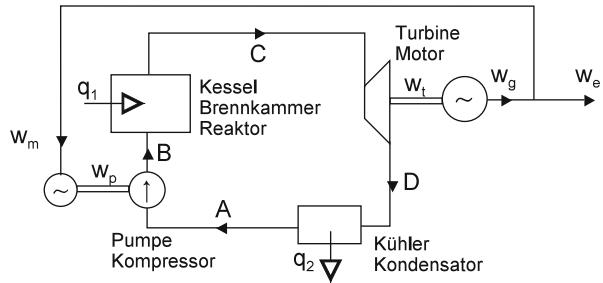 Turbine
Motor
C
q1
Kessel
Brennkammer
Reaktor
wt
~
wg
we
wm
B
wp
~
D
A
Pumpe
Kompressor
q2
Kühler
Kondensator